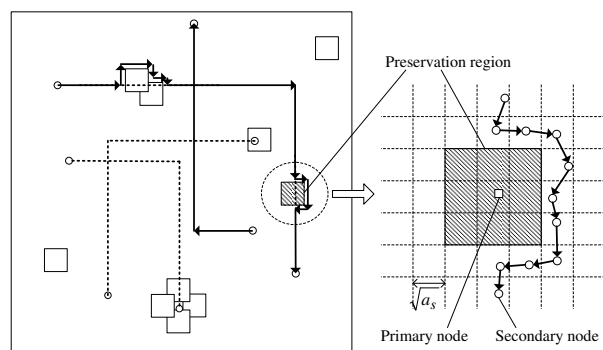 Preservation region
√a_s
Primary node
Secondary node